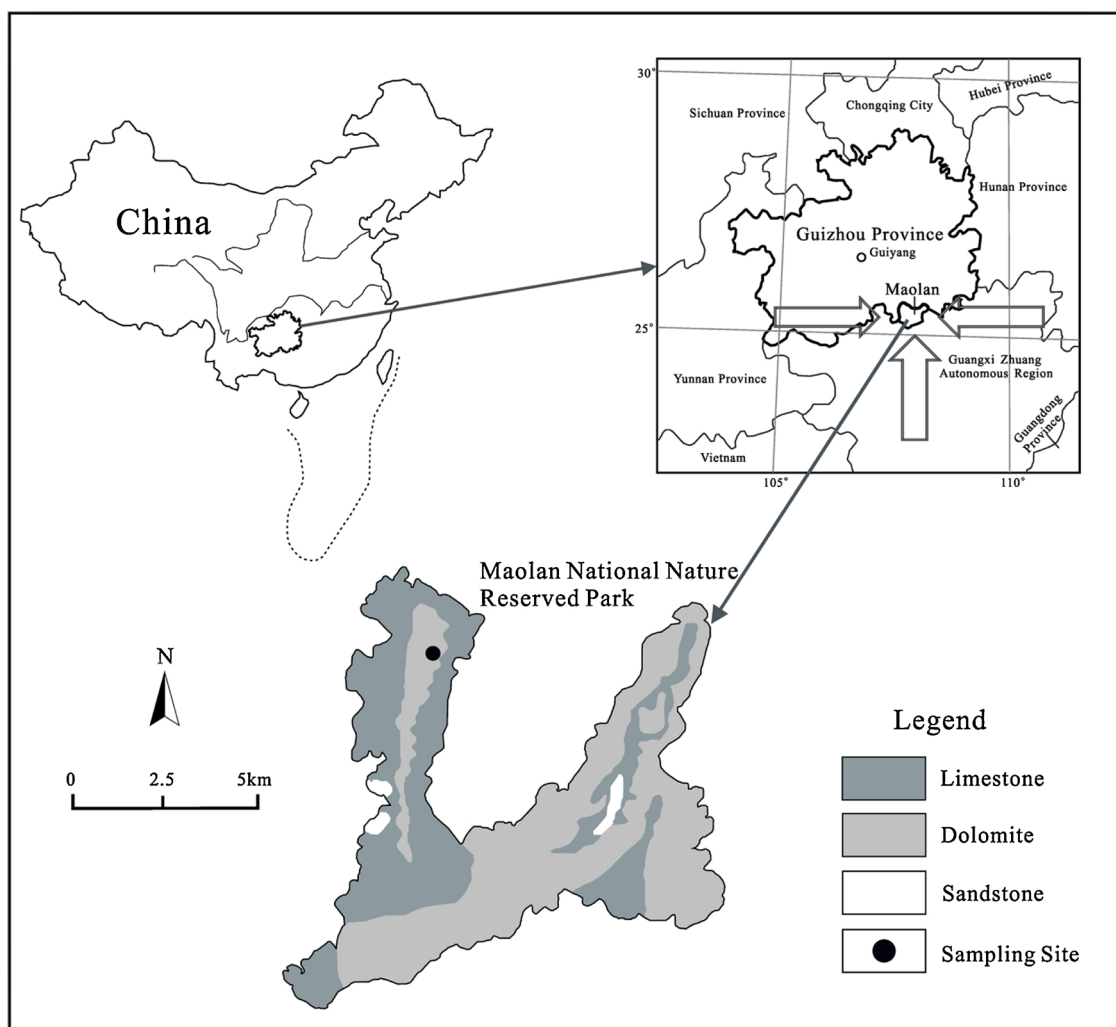 China
30°
Sichuan Province
Chongqing City
Hubei Province
Hunan Province
Guizhou Province
Guiyang
Maolan
25°
Yunnan Province
Guangxi Zhuang
Autonomous Region
Guangdong
Province
Vietnam
105°
110°
Maolan National Nature
Reserved Park
N
0 2.5 5km
Legend
Limestone
Dolomite
Sandstone
Sampling Site